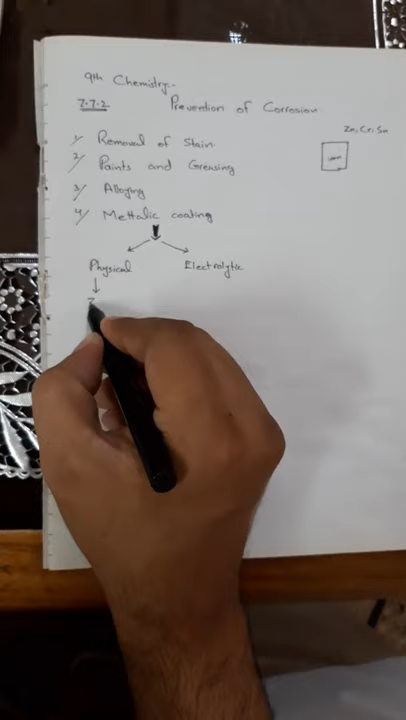 9th Chemistry:-
7.7.2 Prevention of Corrosion
Zn, Cr, Sn
1/ Removal of Stain
2/ Paints and Greasing
3/ Alloying
4/ Mettalic coating
Physical Electrolytic